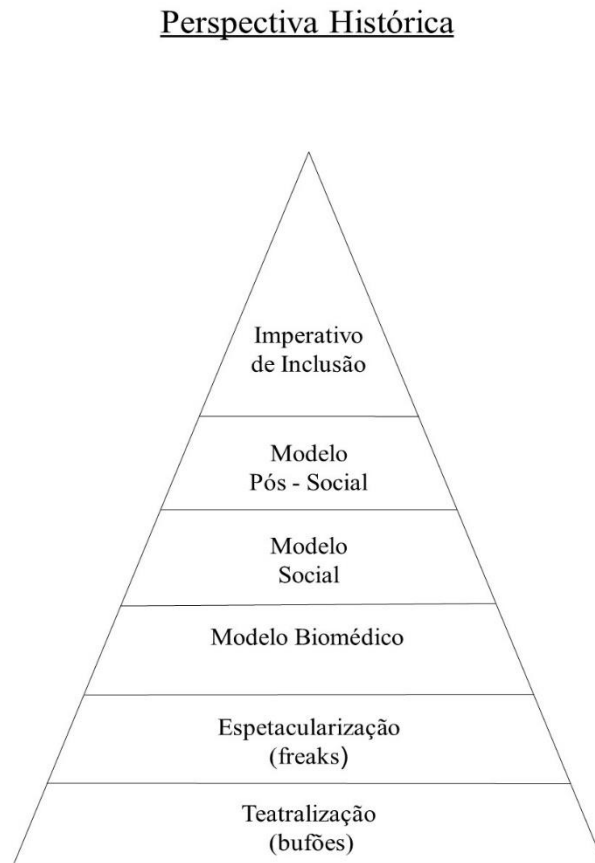 Perspectiva Histórica
Imperativo
de Inclusão
Modelo
Pós - Social
Modelo
Social
Modelo Biomédico
Espetacularização
(freaks)
Teatralização
(bufões)